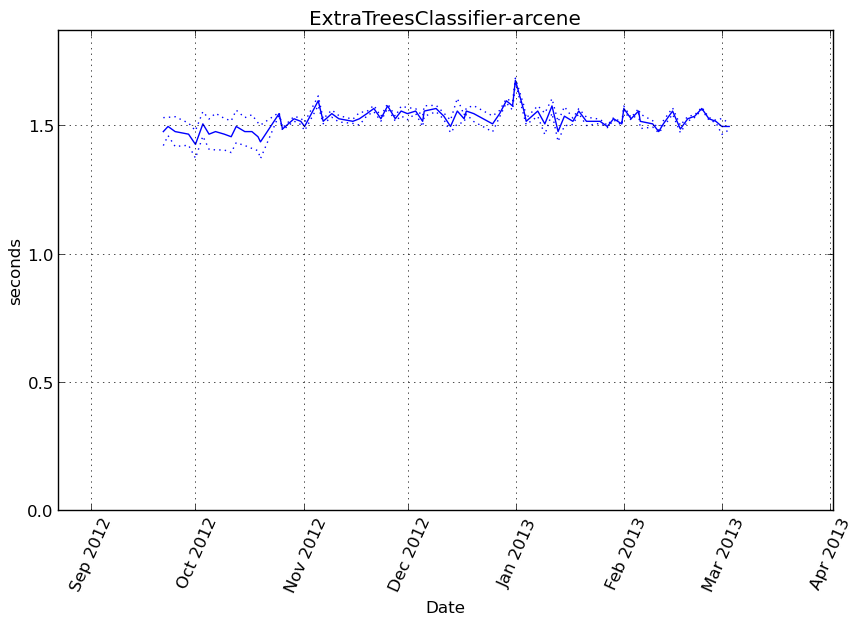 ExtraTreesClassifier-arcene
1.5
1.0
0.5
0.0
seconds
Sep 2012
Oct 2012
Nov 2012
Dec 2012
Jan 2013
Feb 2013
Mar 2013
Apr 2013
Date